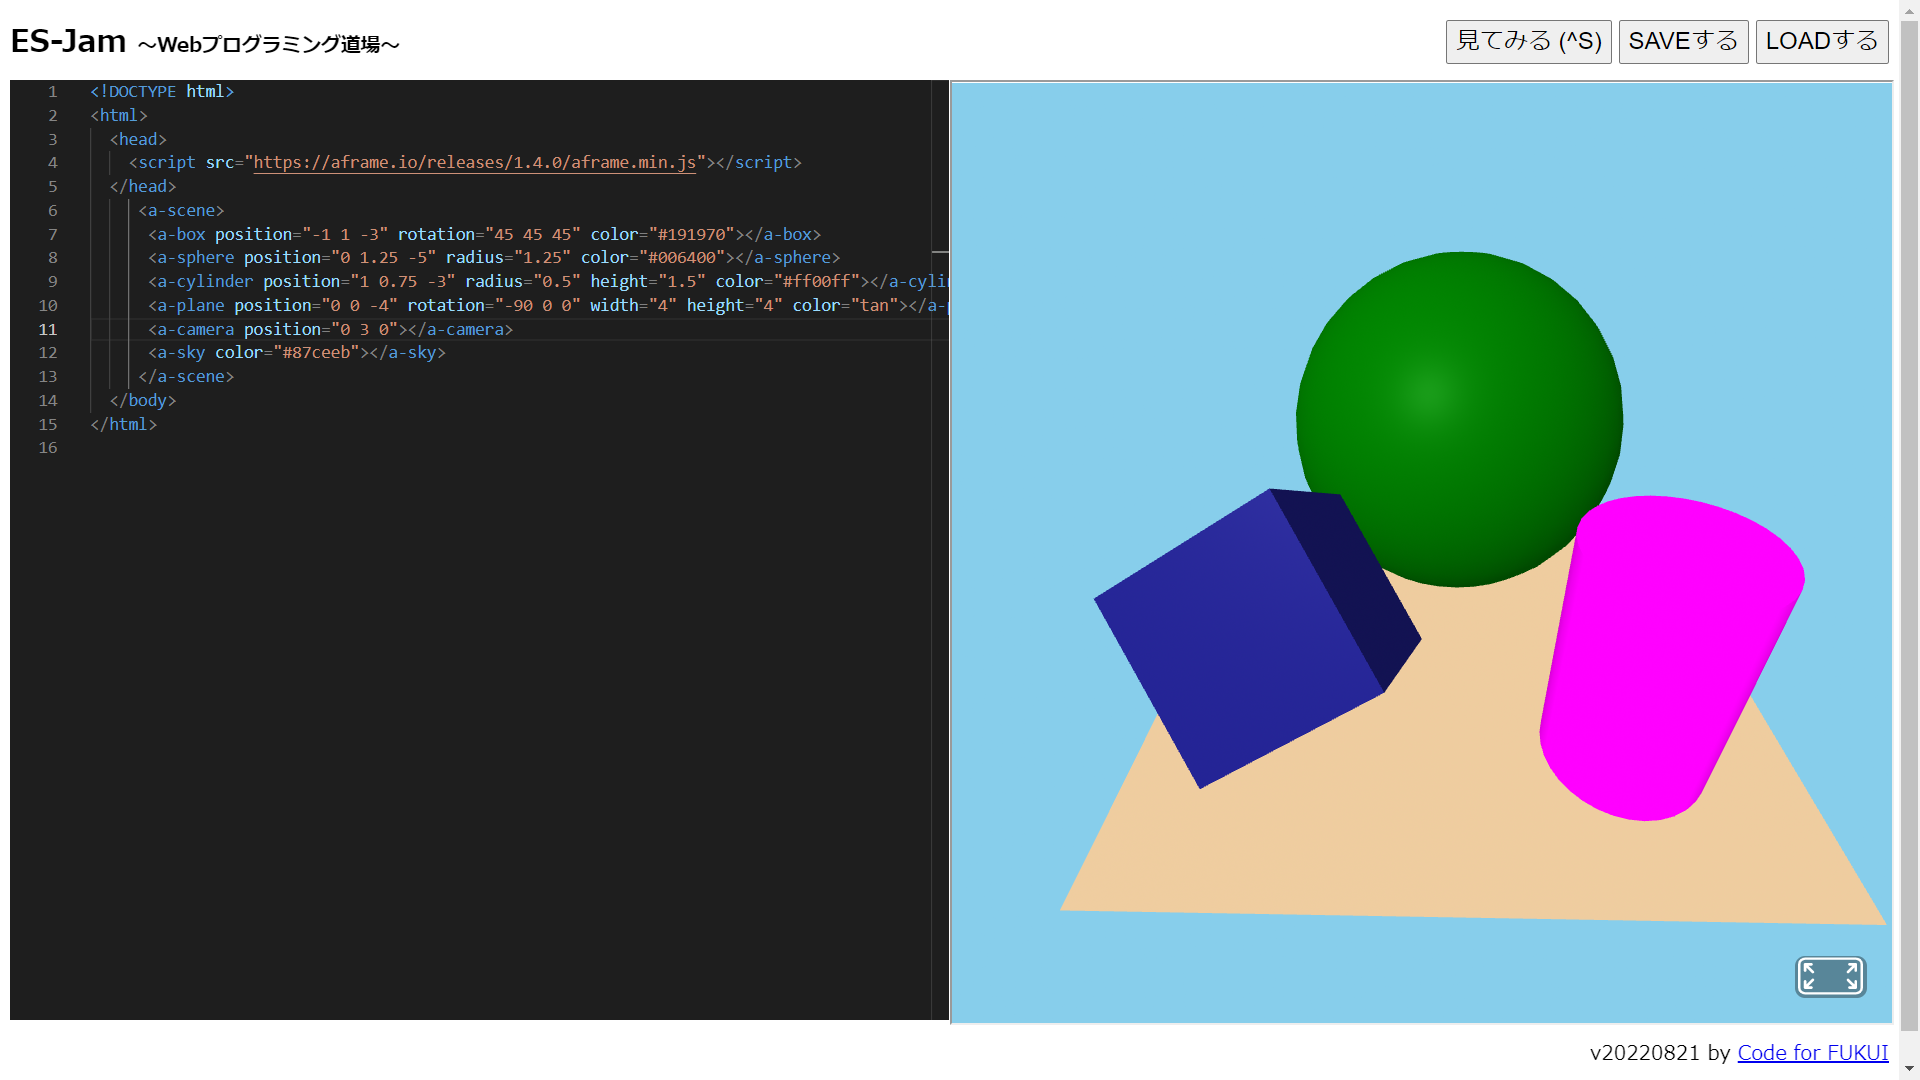 ES-Jam ～Webプログラミング道場～
見てみる (^S) SAVEする LOADする
1 <!DOCTYPE html>
2 <html>
3 <head>
4 <script src="https://aframe.io/releases/1.4.0/aframe.min.js"></script>
5 </head>
6 <a-scene>
7 <a-box position="-1 1 -3" rotation="45 45 45" color="#191970"></a-box>
8 <a-sphere position="0 1.25 -5" radius="1.25" color="#006400"></a-sphere>
9 <a-cylinder position="1 0.75 -3" radius="0.5" height="1.5" color="#ff00ff"></a-cylin
10 <a-plane position="0 0 -4" rotation="-90 0 0" width="4" height="4" color="tan"></a-p
11 <a-camera position="0 3 0"></a-camera>
12 <a-sky color="#87ceeb"></a-sky>
13 </a-scene>
14 </body>
15 </html>
16
v20220821 by Code for FUKUI